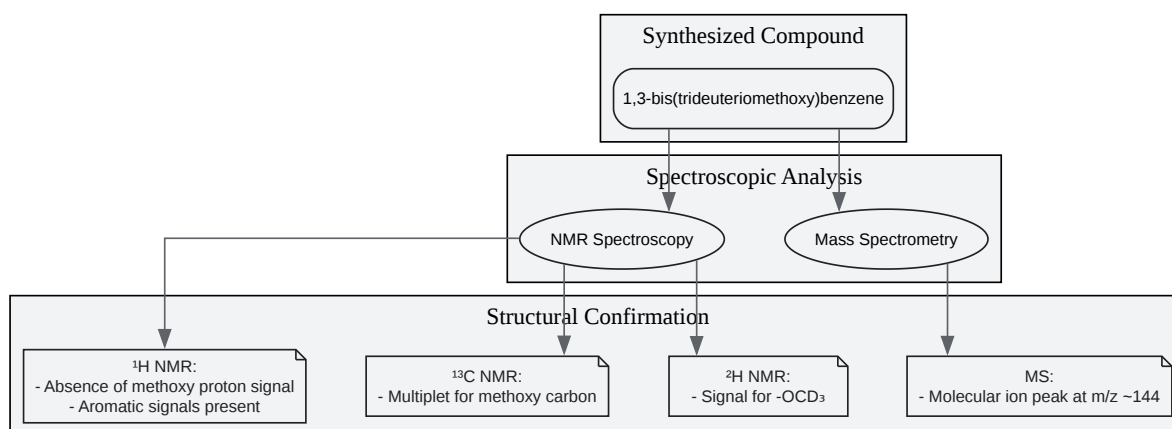 Synthesized Compound
1,3-bis(trideuteriomethoxy)benzene
Spectroscopic Analysis
NMR Spectroscopy
Mass Spectrometry
Structural Confirmation
¹H NMR:
- Absence of methoxy proton signal
- Aromatic signals present
¹³C NMR:
- Multiplet for methoxy carbon
²H NMR:
- Signal for -OCD₃
MS:
- Molecular ion peak at m/z ~144